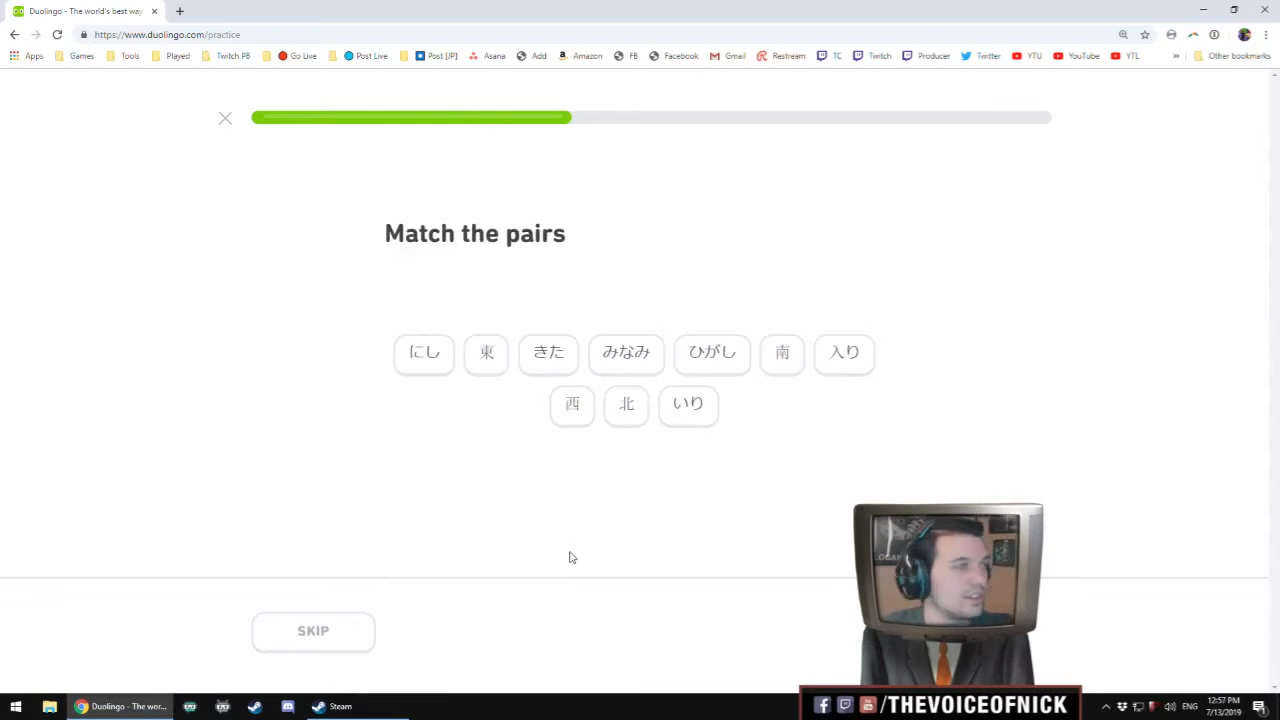 Duolingo - The world's best way
https://www.duolingo.com/practice
Apps Games Tools Played Twitch PB Go Live Post Live Post [JP] Asana Add Amazon FB Facebook Gmail Restream TC Twitch Producer Twitter YTU YouTube YTL » Other bookmarks
Match the pairs
にし 東 きた みなみ ひがし 南 入り
西 北 いり
SKIP
/THEVOICEOFNICK
Duolingo - The wor... Steam ENG 12:57 PM
7/13/2019